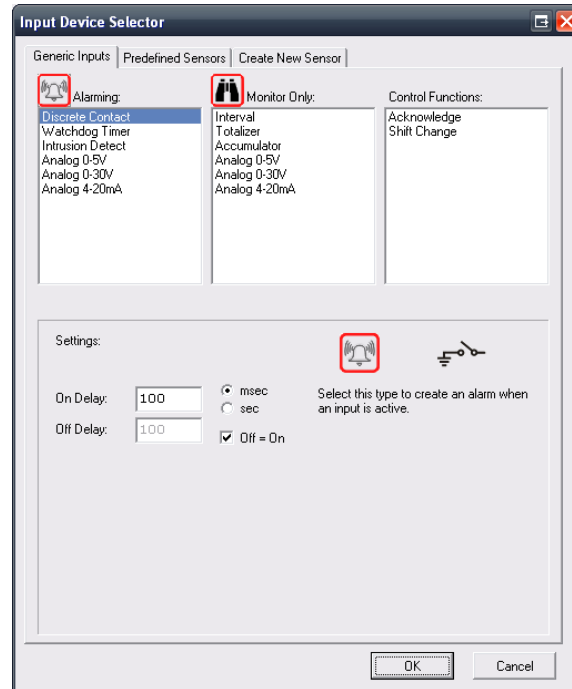 Input Device Selector
Generic Inputs Predefined Sensors Create New Sensor
Alarming: Monitor Only: Control Functions:
Discrete Contact
Watchdog Timer
Intrusion Detect
Analog 0-5V
Analog 0-30V
Analog 4-20mA
Interval
Totalizer
Accumulator
Analog 0-5V
Analog 0-30V
Analog 4-20mA
Acknowledge
Shift Change
Settings:
On Delay: 100 msec
sec
Off Delay: 100 Off = On
Select this type to create an alarm when
an input is active.
OK Cancel